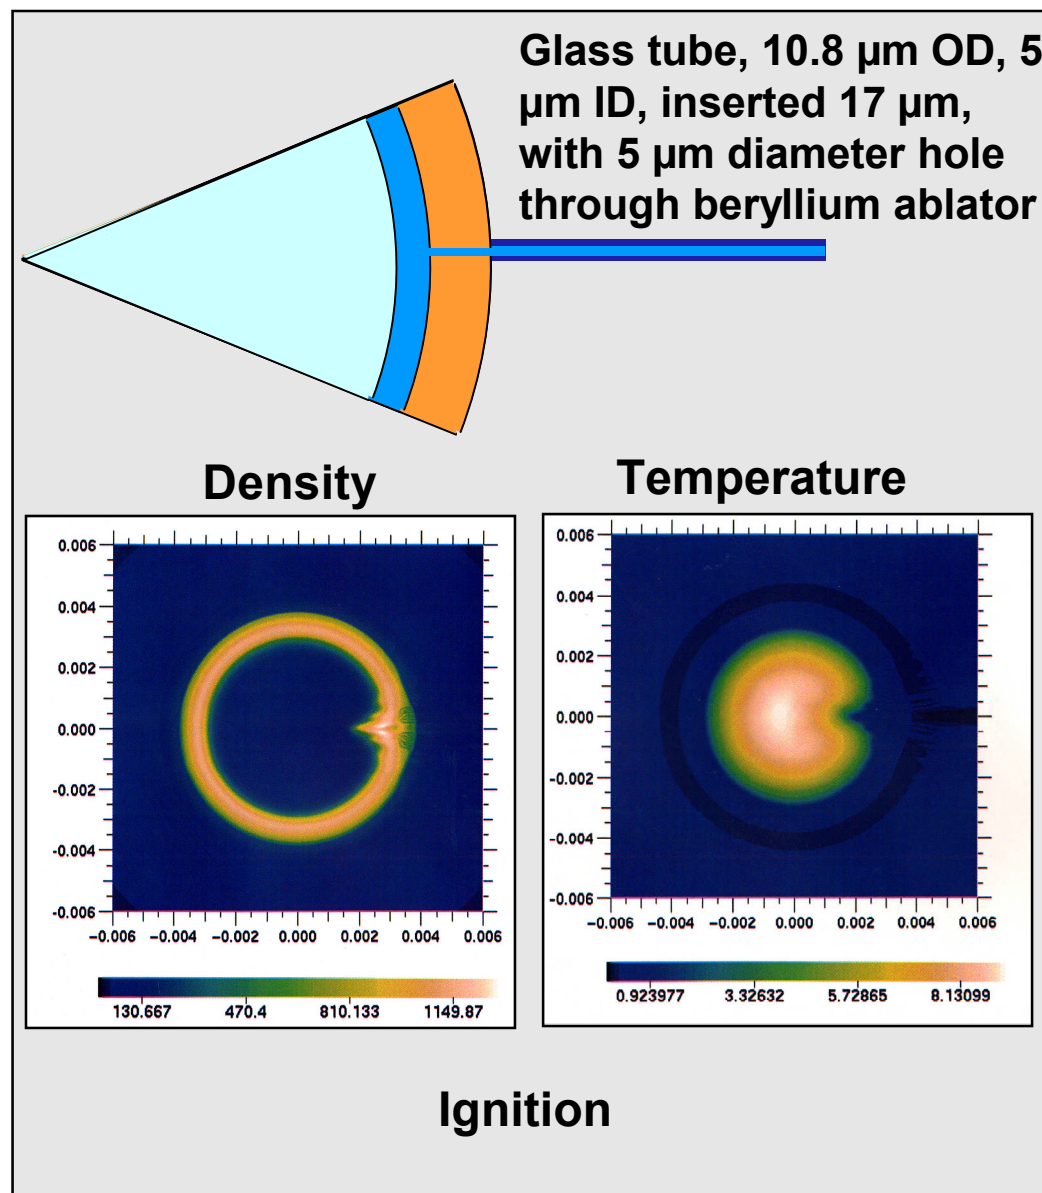 Glass tube, 10.8 µm OD, 5
µm ID, inserted 17 µm,
with 5 µm diameter hole
through beryllium ablator
Density
Temperature
0.006
0.004
0.002
0.000
-0.002
-0.004
-0.006
−0.006 −0.004 −0.002 0.000 0.002 0.004 0.006
130.667 470.4 810.133 1149.87
0.006
0.004
0.002
0.000
-0.002
-0.004
-0.006
−0.006 −0.004 −0.002 0.000 0.002 0.004 0.006
0.923977 3.32632 5.72865 8.13099
Ignition